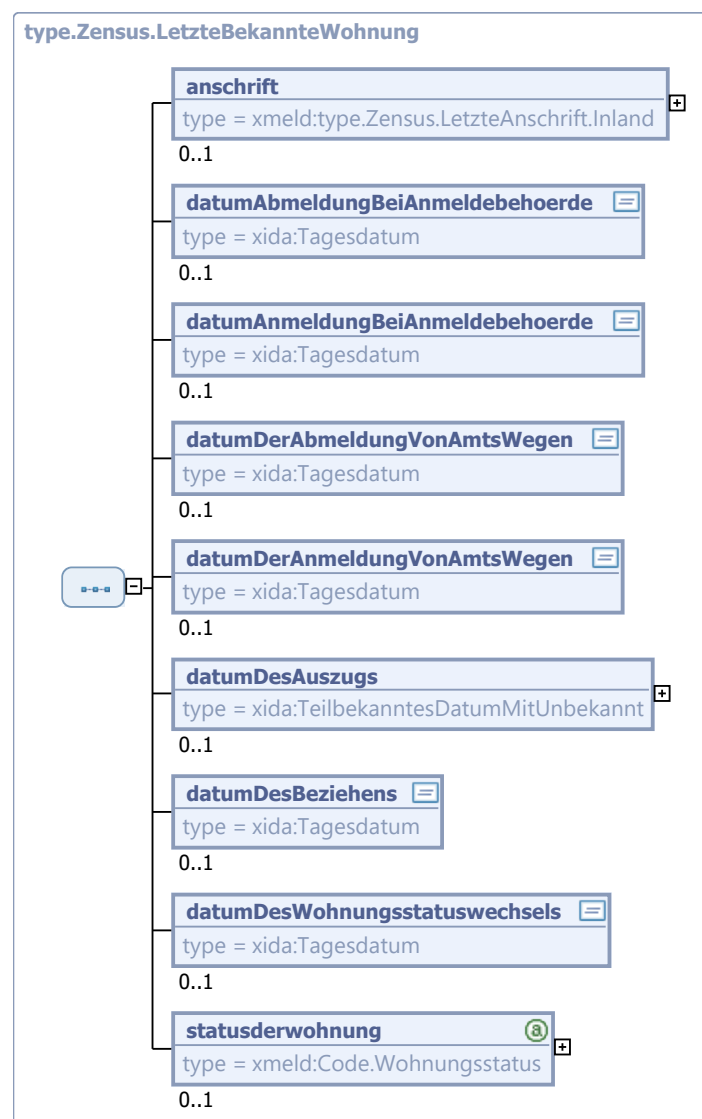 type.Zensus.LetzteBekannteWohnung
anschrift
type = xmeld:type.Zensus.LetzteAnschrift.Inland
0..1
datumAbmeldungBeiAnmeldebehoerde
type = xida:Tagesdatum
0..1
datumAnmeldungBeiAnmeldebehoerde
type = xida:Tagesdatum
0..1
datumDerAbmeldungVonAmtsWegen
type = xida:Tagesdatum
0..1
datumDerAnmeldungVonAmtsWegen
type = xida:Tagesdatum
0..1
datumDesAuszugs
type = xida:TeilbekanntesDatumMitUnbekannt
0..1
datumDesBeziehens
type = xida:Tagesdatum
0..1
datumDesWohnungsstatuswechsels
type = xida:Tagesdatum
0..1
statusderwohnung
type = xmeld:Code.Wohnungsstatus
0..1